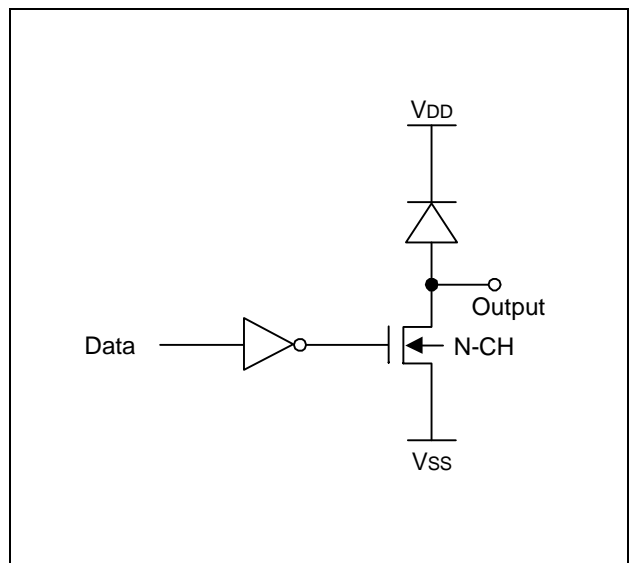 VDD
Output
Data
N-CH
VSS